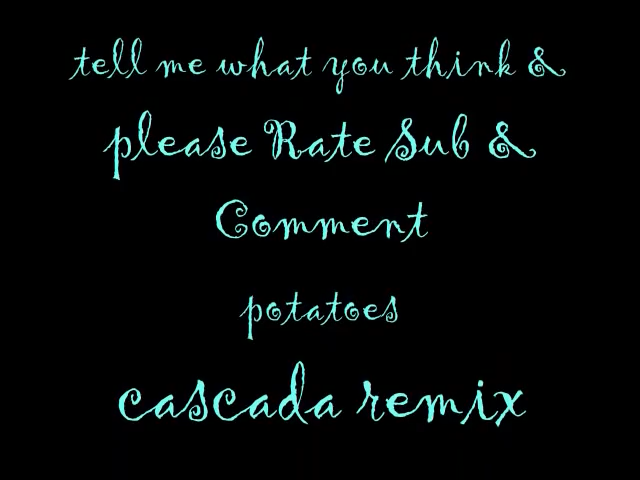 tell me what you think &
please Rate Sub &
Comment
potatoes
cascada remix